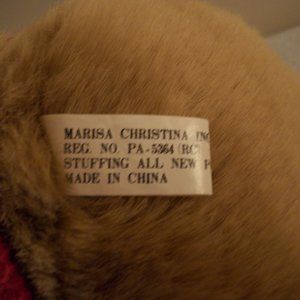 MARISA CHRISTINA INC
REG. NO. PA-5364 (RC)
STUFFING ALL NEW
MADE IN CHINA